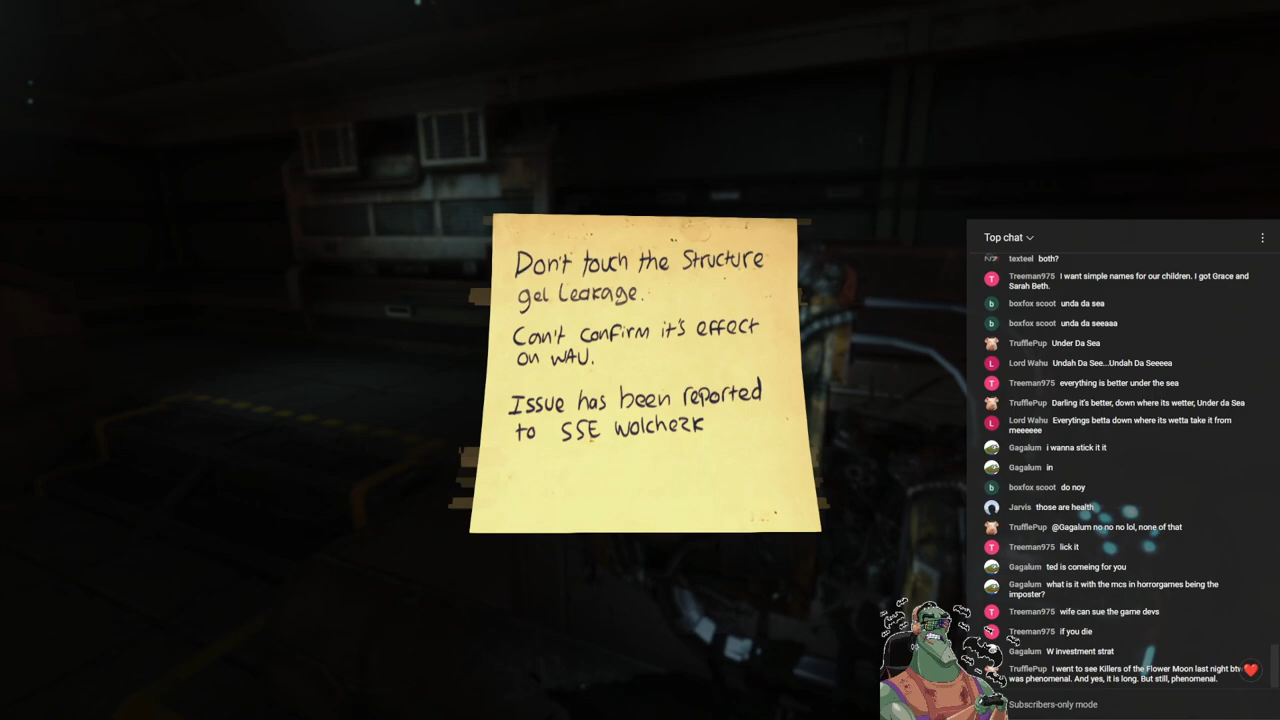 Don't touch the Structure
gel leakage.
Can't confirm it's effect
on WAU.
Issue has been reported
to SSE Wolchezk
Top chat
texteel both?
Treeman975 I want simple names for our children. I got Grace and
Sarah Beth.
boxfox scoot unda da sea
boxfox scoot unda da seeaaa
TrufflePup Under Da Sea
Lord Wahu Undah Da See...Undah Da Seeeea
Treeman975 everything is better under the sea
TrufflePup Darling it's better, down where its wetter, Under da Sea
Lord Wahu Everytings betta down where its wetta take it from
meeeeee
Gagalum i wanna stick it it
Gagalum in
boxfox scoot do noy
Jarvis those are health
TrufflePup @Gagalum no no no lol, none of that
Treeman975 lick it
Gagalum ted is comeing for you
Gagalum what is it with the mcs in horrorgames being the
imposter?
Treeman975 wife can sue the game devs
Treeman975 if you die
Gagalum W investment strat
TrufflePup I went to see Killers of the Flower Moon last night btw
was phenomenal. And yes, it is long. But still, phenomenal.
Subscribers-only mode